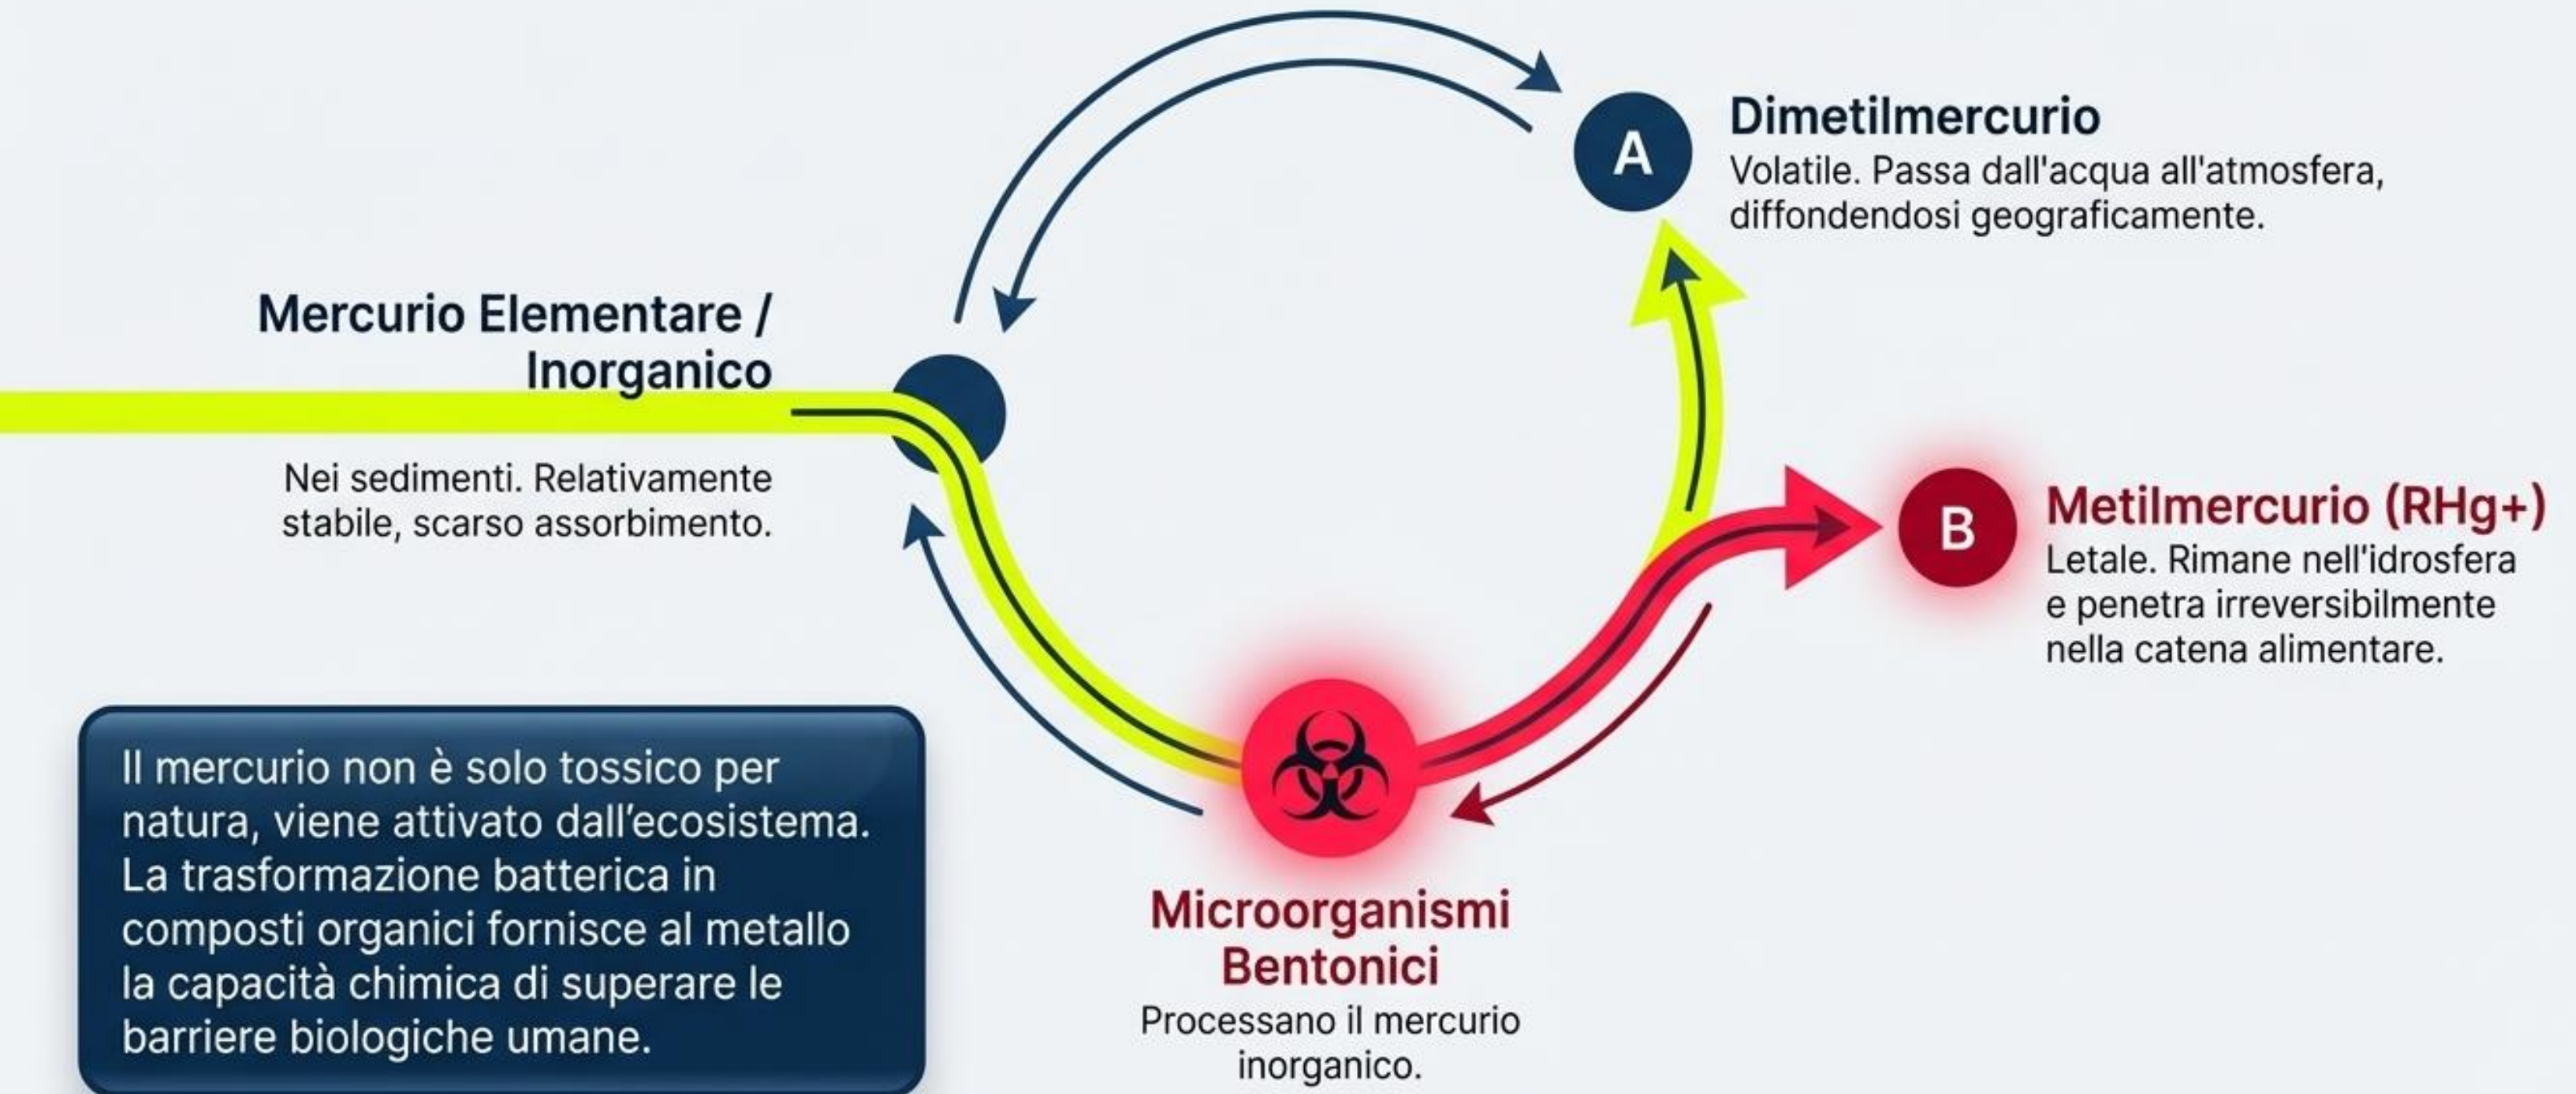 A
Dimetilmercurio
Volatile. Passa dall'acqua all'atmosfera,
diffondendosi geograficamente.
Mercurio Elementare /
Inorganico
Nei sedimenti. Relativamente
stabile, scarso assorbimento.
B
Metilmercurio (RHg+)
Letale. Rimane nell'idrosfera
e penetra irreversibilmente
nella catena alimentare.
Il mercurio non è solo tossico per
natura, viene attivato dall’ecosistema.
La trasformazione batterica in
composti organici fornisce al metallo
la capacità chimica di superare le
barriere biologiche umane.
Microorganismi
Bentonici
Processano il mercurio
inorganico.